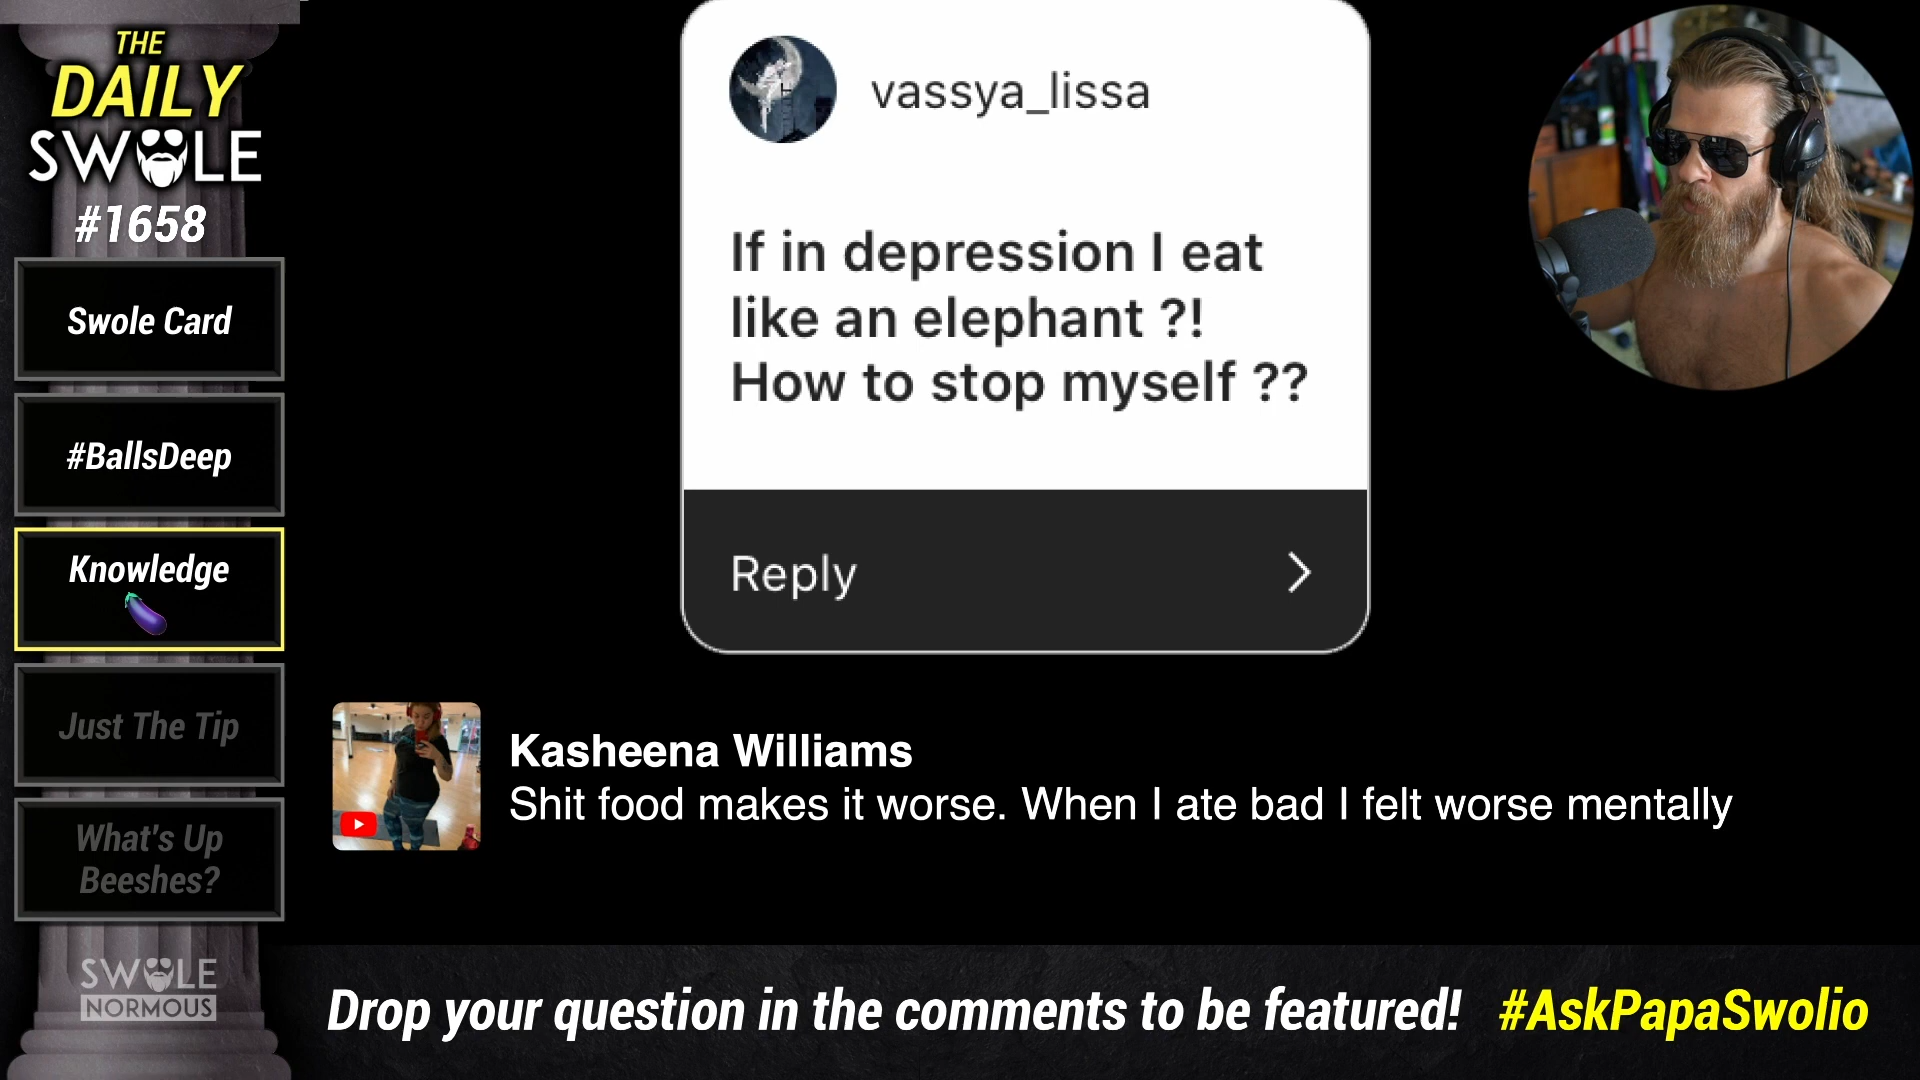 THE
DAILY
SWOLE
#1658
Swole Card
#BallsDeep
Knowledge
Just The Tip
What's Up
Beeshes?
SWOLE
NORMOUS
vassya_lissa
If in depression I eat
like an elephant ?!
How to stop myself ??
Reply
Kasheena Williams
Shit food makes it worse. When I ate bad I felt worse mentally
Drop your question in the comments to be featured! #AskPapaSwolio